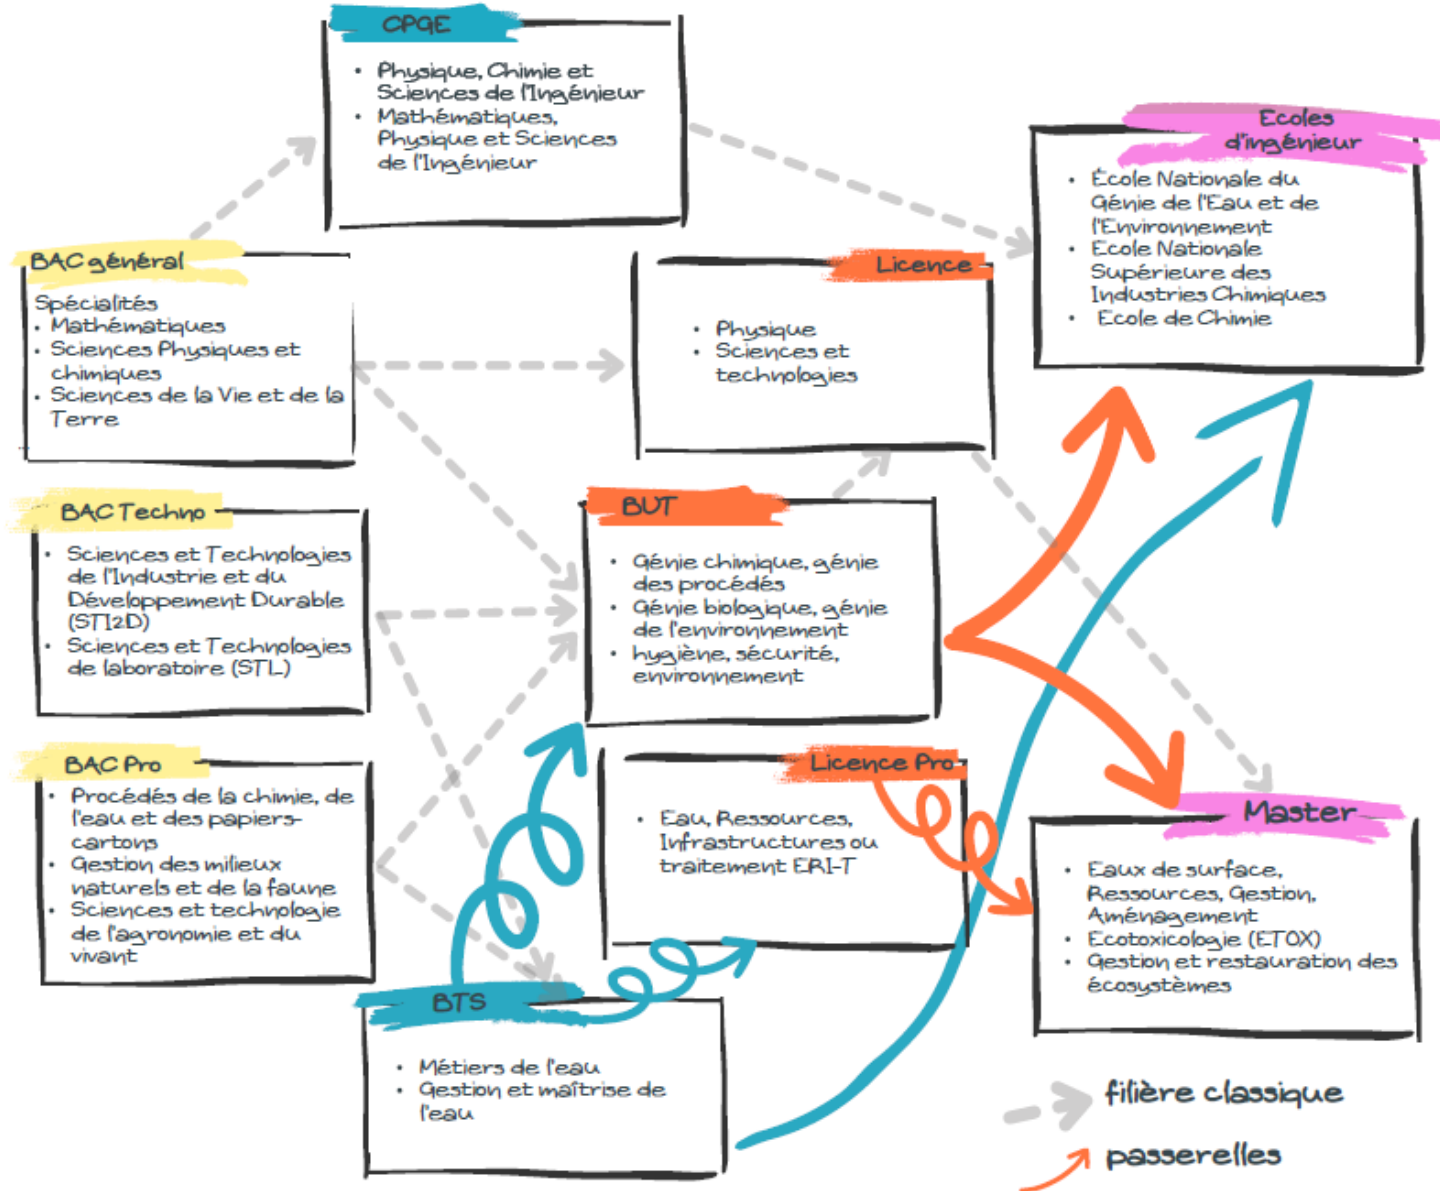 CPGE
• Physique, Chimie et
Sciences de l'Ingénieur
• Mathématiques,
Physique et Sciences
de l'Ingénieur
Ecoles
d'ingénieur
• École Nationale du
Génie de l'Eau et de
l'Environnement
• Ecole Nationale
Supérieure des
Industries Chimiques
• Ecole de Chimie
BAC général
Spécialités
• Mathématiques
• Sciences Physiques et
chimiques
• Sciences de la Vie et de la
Terre
Licence
• Physique
• Sciences et
technologies
BAC Techno
• Sciences et Technologies
de l'Industrie et du
Développement Durable
(STI2D)
• Sciences et Technologies
de laboratoire (STL)
BUT
• Génie chimique, génie
des procédés
• Génie biologique, génie
de l'environnement
• hygiène, sécurité,
environnement
BAC Pro
• Procédés de la chimie, de
l'eau et des papiers-
cartons
• Gestion des milieux
naturels et de la faune
• Sciences et technologie
de l'agronomie et du
vivant
Licence Pro
• Eau, Ressources,
Infrastructures ou
traitement ERI-T
Master
• Eaux de surface,
Ressources, Gestion,
Aménagement
• Ecotoxicologie (ETOX)
• Gestion et restauration des
écosystèmes
BTS
• Métiers de l'eau
• Gestion et maîtrise de
l'eau
filière classique
passerelles